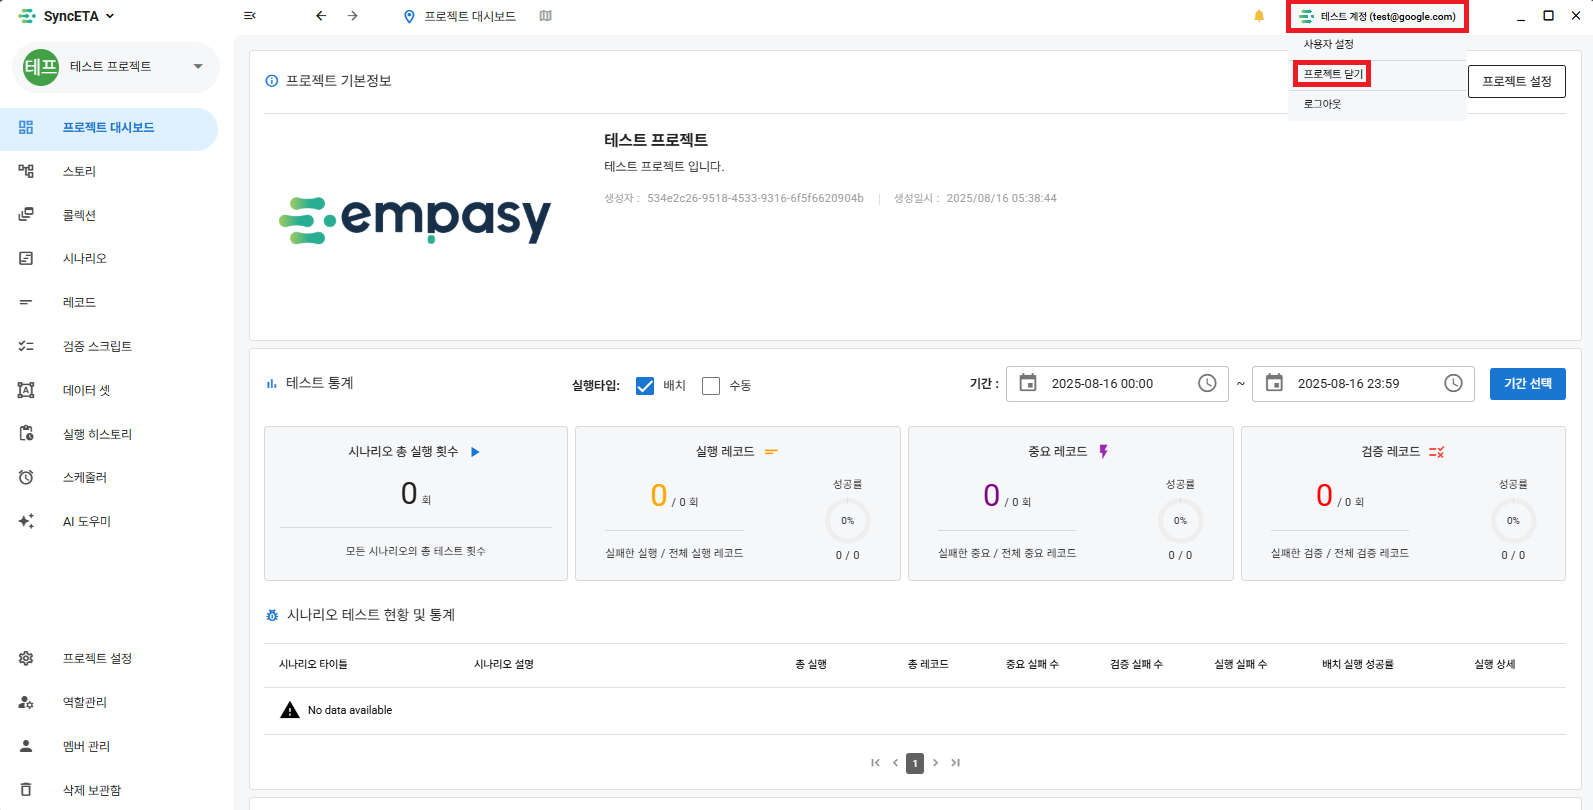 SyncETA
프로젝트 대시보드
테스트 계정 (test@google.com)
사용자 설정
프로젝트 닫기
로그아웃
테프
테스트 프로젝트
프로젝트 대시보드
스토리
콜렉션
시나리오
레코드
검증 스크립트
데이터 셋
실행 히스토리
스케줄러
AI 도우미
프로젝트 설정
역할관리
멤버 관리
삭제 보관함
프로젝트 기본정보
프로젝트 설정
empasy
테스트 프로젝트
테스트 프로젝트 입니다.
생성자 : 534e2c26-9518-4533-9316-6f5f6620904b 생성일시 : 2025/08/16 05:38:44
테스트 통계
실행타입: 배치 수동
기간 : 2025-08-16 00:00 ~ 2025-08-16 23:59 기간 선택
시나리오 총 실행 횟수
0 회
모든 시나리오의 총 테스트 횟수
실행 레코드
0 / 0 회
실패한 실행 / 전체 실행 레코드
성공률
0%
0 / 0
중요 레코드
0 / 0 회
실패한 중요 / 전체 중요 레코드
성공률
0%
0 / 0
검증 레코드
0 / 0 회
실패한 검증 / 전체 검증 레코드
성공률
0%
0 / 0
시나리오 테스트 현황 및 통계
시나리오 타이틀 시나리오 설명 총 실행 총 레코드 중요 실패 수 검증 실패 수 실행 실패 수 배치 실행 성공률 실행 상세
No data available
1